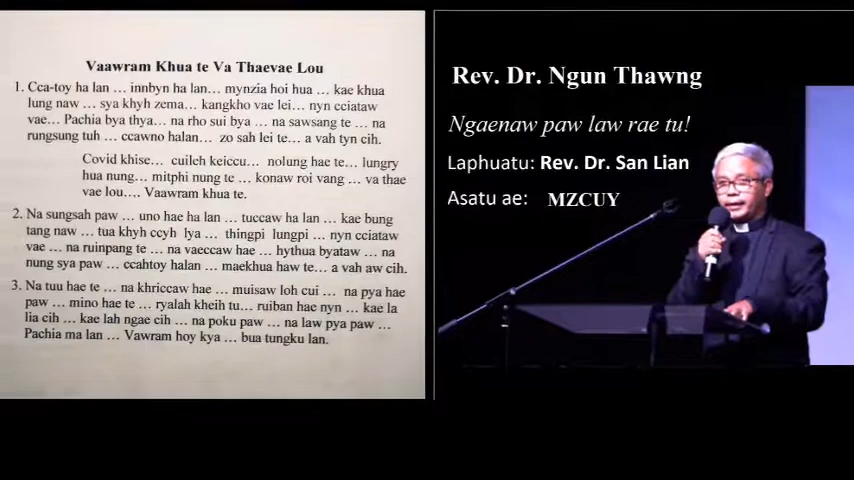 Vaawram Khua te Va Thaevae Lou
1. Cca-toy ha lan … innbyn ha lan… mynzia hoi hua … kae khua
lung naw … sya khyh zema… kangkho vae lei… nyn cciataw
vae… Pachia bya thya… na rho sui bya … na sawsang te … na
rungsung tuh … ccawno halan… zo sah lei te… a vah tyn cih.
Covid khise… cuileh keiccu… nolung hae te… lungry
hua nung… mitphi nung te … konaw roi vang … va thae
vae lou…. Vaawram khua te.
2. Na sungsah paw … uno hae ha lan … tuccaw ha lan … kae bung
tang naw … tua khyh ccyh lya … thingpi lungpi … nyn cciataw
vae … na ruinpang te … na vaeccaw hae … hythua byataw … na
nung sya paw … ccahtoy halan … maekhua haw te… a vah aw cih.
3. Na tuu hae te … na khriccaw hae … muisaw loh cui … na pya hae
paw … mino hae te … ryalah kheih tu… ruiban hae nyn … kae la
lia cih … kae lah ngae cih … na poku paw … na law pya paw …
Pachia ma lan … Vawram hoy kya … bua tungku lan.
Rev. Dr. Ngun Thawng
Ngaenaw paw law rae tu!
Laphuatu: Rev. Dr. San Lian
Asatu ae: MZCUY